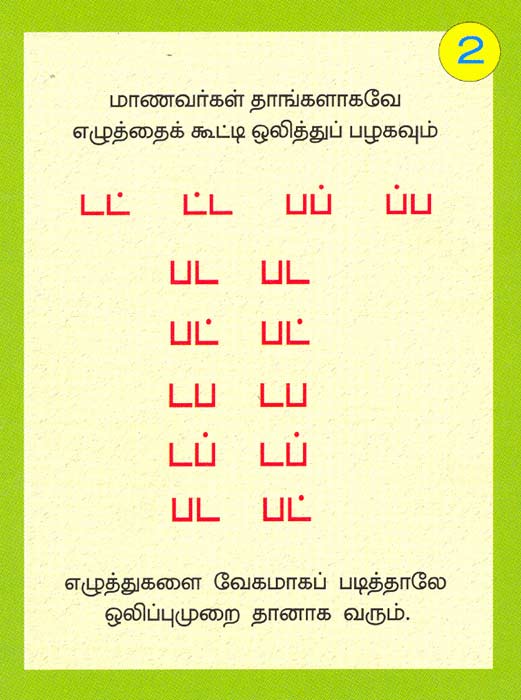 2
மாணவர்கள் தாங்களாகவே
எழுத்தைக் கூட்டி ஒலித்துப் பழகவும்
டட் ட்ட பப் ப்ப
பட பட
பட் பட்
டப டப
டப் டப்
பட பட்
எழுத்துகளை வேகமாகப் படித்தாலே
ஒலிப்புமுறை தானாக வரும்.